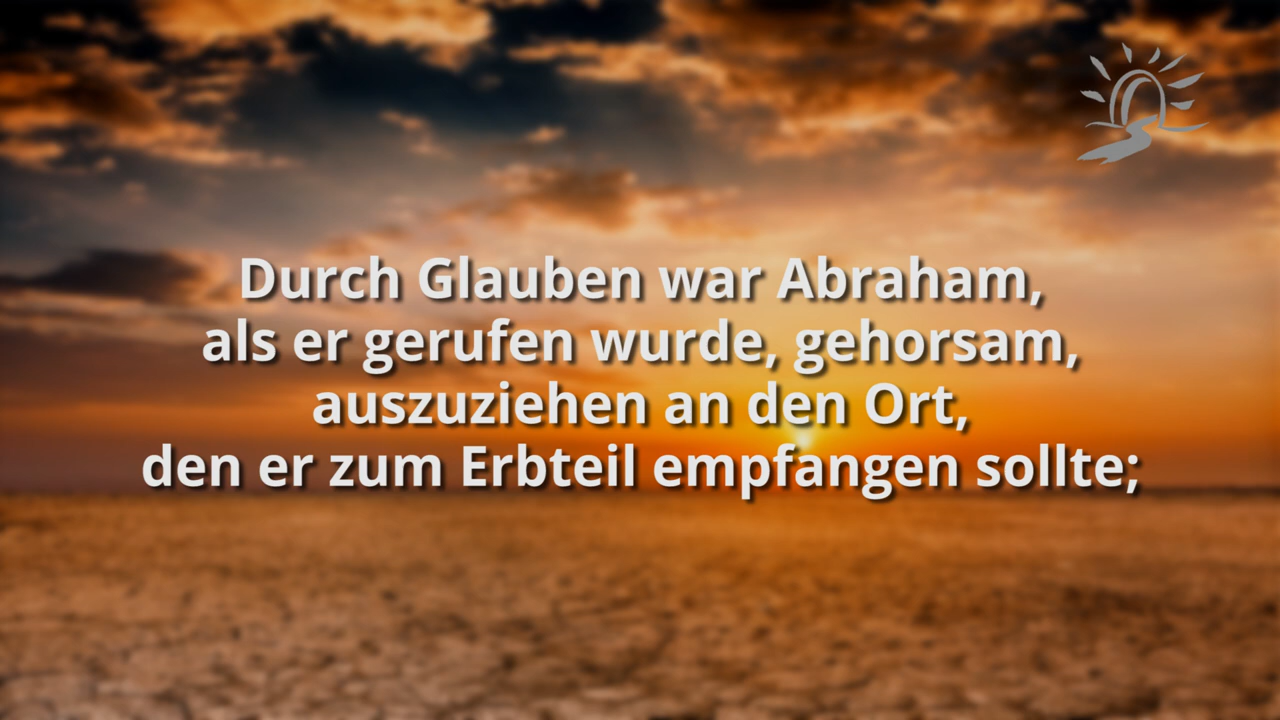 Durch Glauben war Abraham,
als er gerufen wurde, gehorsam,
auszuziehen an den Ort,
den er zum Erbteil empfangen sollte;